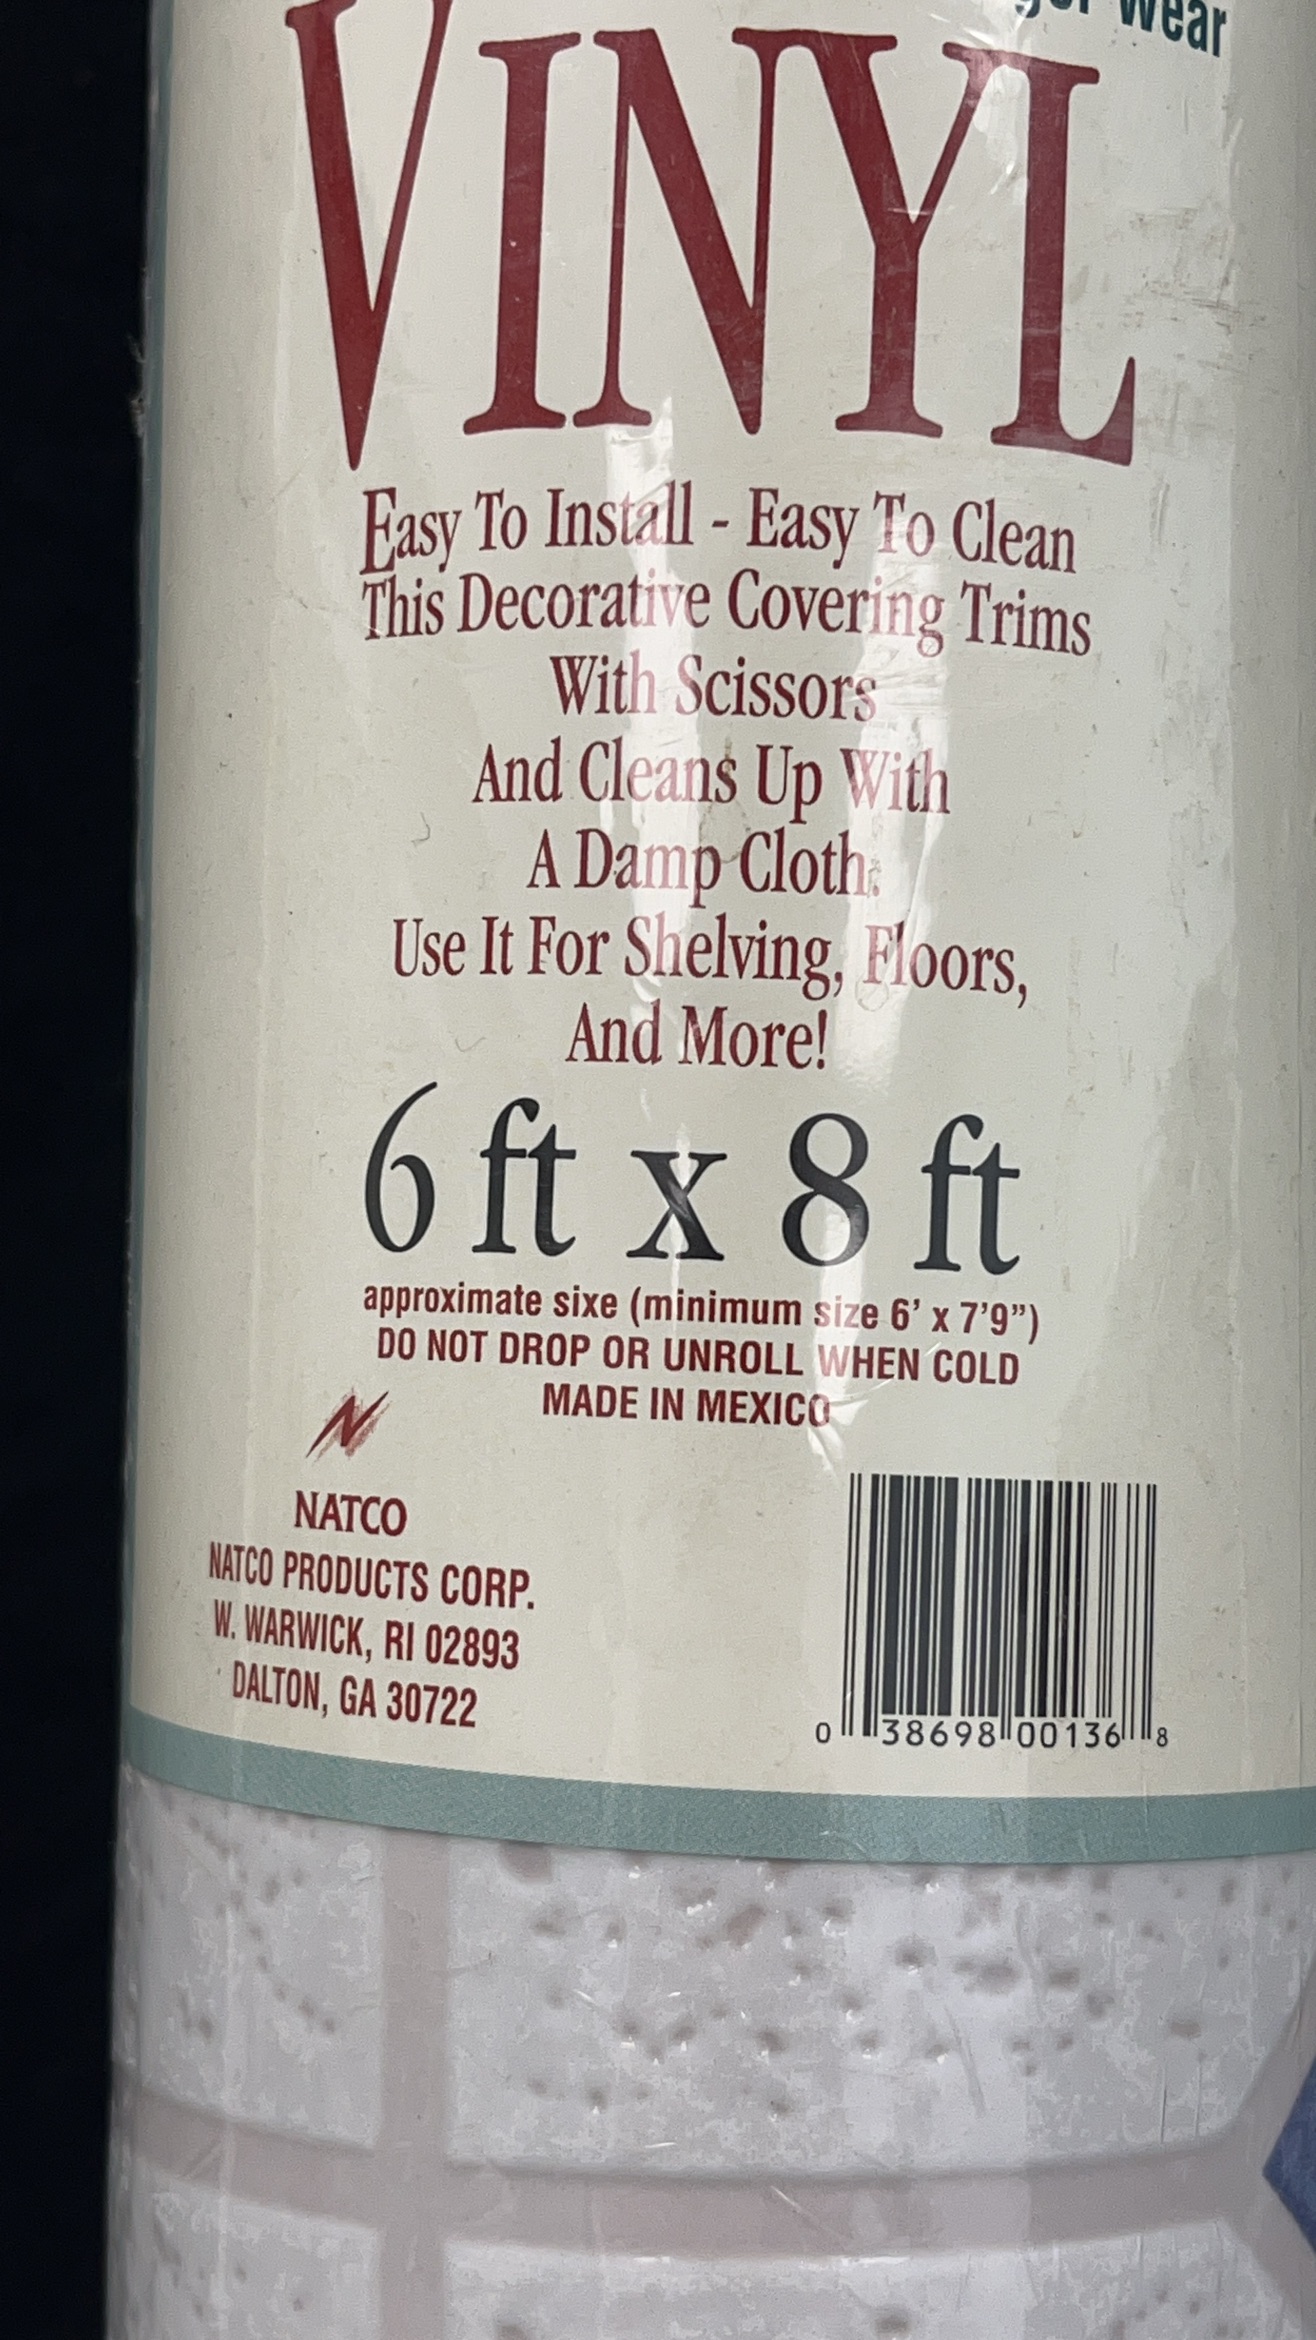 Wear
VINYL
Easy To Install - Easy To Clean
This Decorative Covering Trims
With Scissors
And Cleans Up With
A Damp Cloth.
Use It For Shelving, Floors,
And More!
6 ft x 8 ft
approximate sixe (minimum size 6' x 7'9")
DO NOT DROP OR UNROLL WHEN COLD
MADE IN MEXICO
NATCO
NATCO PRODUCTS CORP.
W. WARWICK, RI 02893
DALTON, GA 30722
0 38698 00136 8